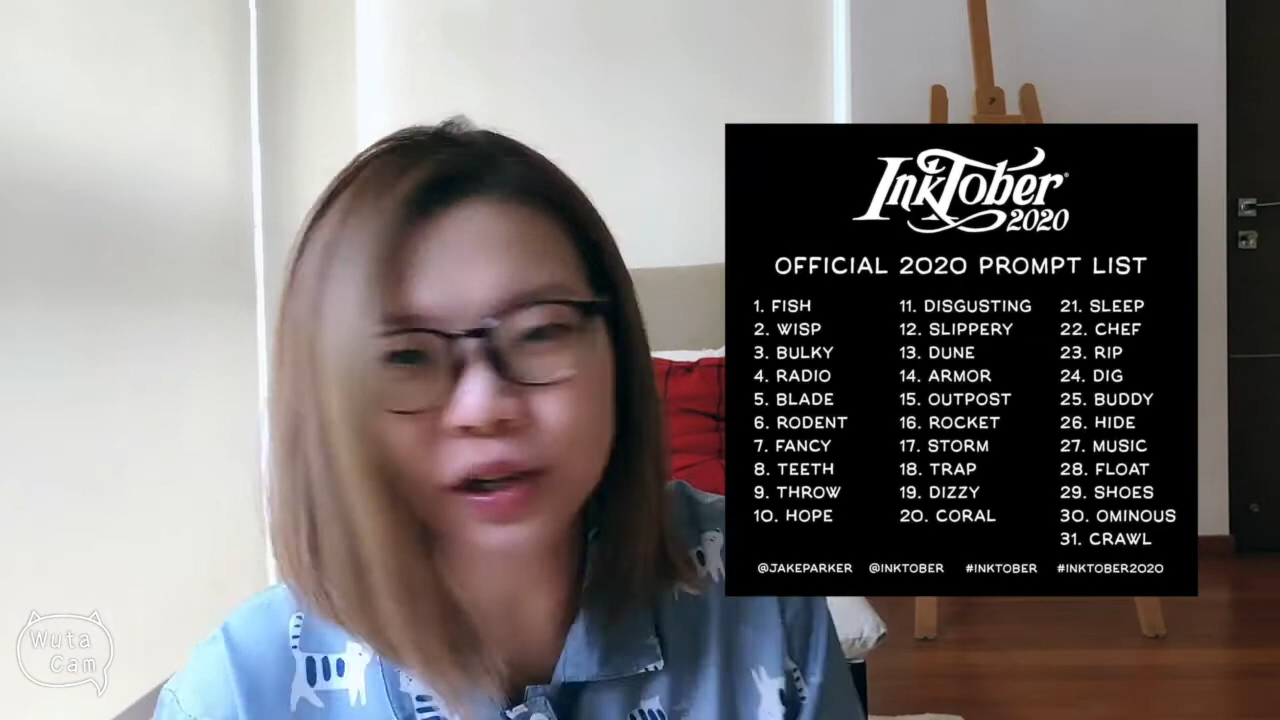 InkTober®
2020
OFFICIAL 2020 PROMPT LIST
1. FISH
2. WISP
3. BULKY
4. RADIO
5. BLADE
6. RODENT
7. FANCY
8. TEETH
9. THROW
10. HOPE
11. DISGUSTING
12. SLIPPERY
13. DUNE
14. ARMOR
15. OUTPOST
16. ROCKET
17. STORM
18. TRAP
19. DIZZY
20. CORAL
21. SLEEP
22. CHEF
23. RIP
24. DIG
25. BUDDY
26. HIDE
27. MUSIC
28. FLOAT
29. SHOES
30. OMINOUS
31. CRAWL
@JAKEPARKER @INKTOBER #INKTOBER #INKTOBER2020
Wuta
Cam